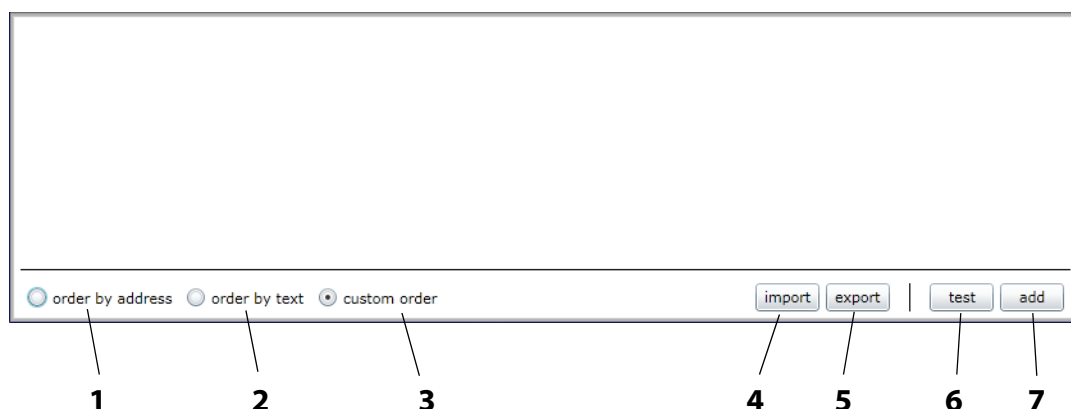 order by address order by text custom order import export test add
1 2 3 4 5 6 7